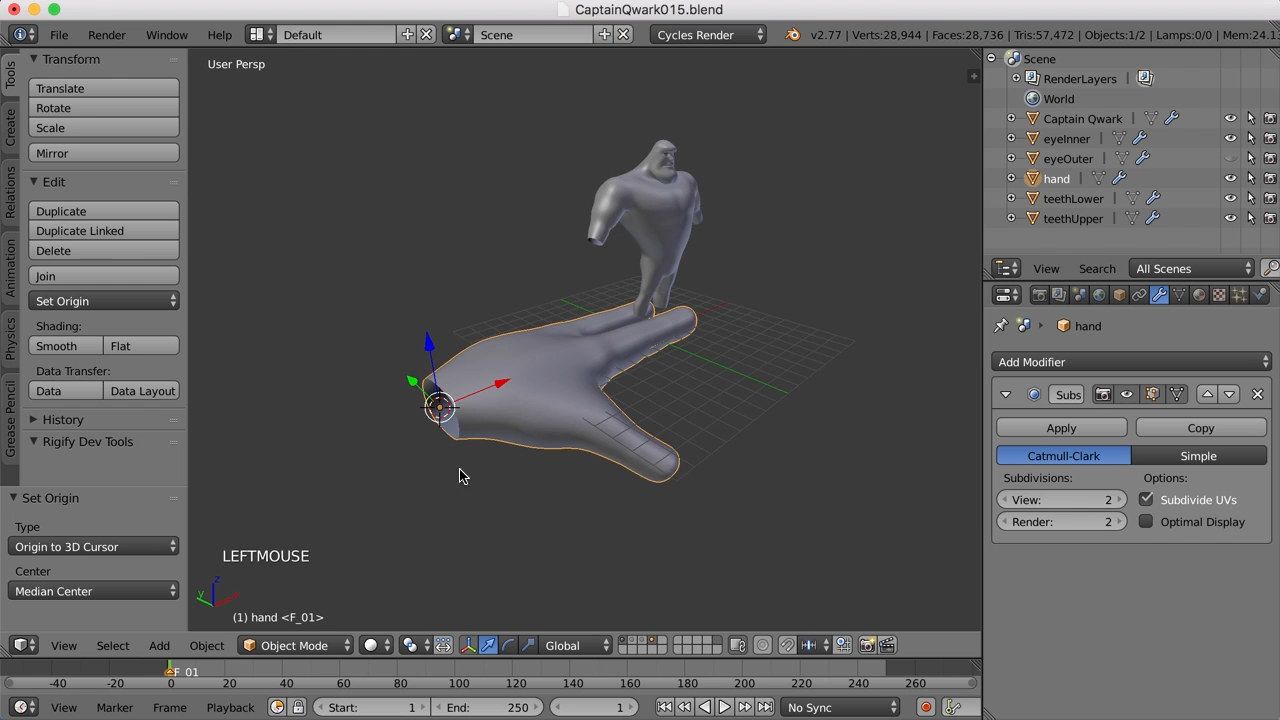 CaptainQwark015.blend
File Render Window Help Default Scene Cycles Render v2.77 | Verts:28,944 | Faces:28,736 | Tris:57,472 | Objects:1/2 | Lamps:0/0 | Mem:24.1
Tools
Create
Relations
Animation
Physics
Grease Pencil
Transform
Translate
Rotate
Scale
Mirror
Edit
Duplicate
Duplicate Linked
Delete
Join
Set Origin
Shading:
Smooth Flat
Data Transfer:
Data Data Layout
History
Rigify Dev Tools
Set Origin
Type
Origin to 3D Cursor
Center
Median Center
User Persp
LEFTMOUSE
z
y
(1) hand <F_01>
View Select Add Object Object Mode Global
F_01
-40 -20 0 20 40 60 80 100 120 140 160 180 200 220 240 260
View Marker Frame Playback Start: 1 End: 250 1 No Sync
Scene
RenderLayers
World
Captain Qwark
eyeInner
eyeOuter
hand
teethLower
teethUpper
View Search All Scenes
hand
Add Modifier
Subs
Apply Copy
Catmull-Clark Simple
Subdivisions: Options:
View: 2 Subdivide UVs
Render: 2 Optimal Display